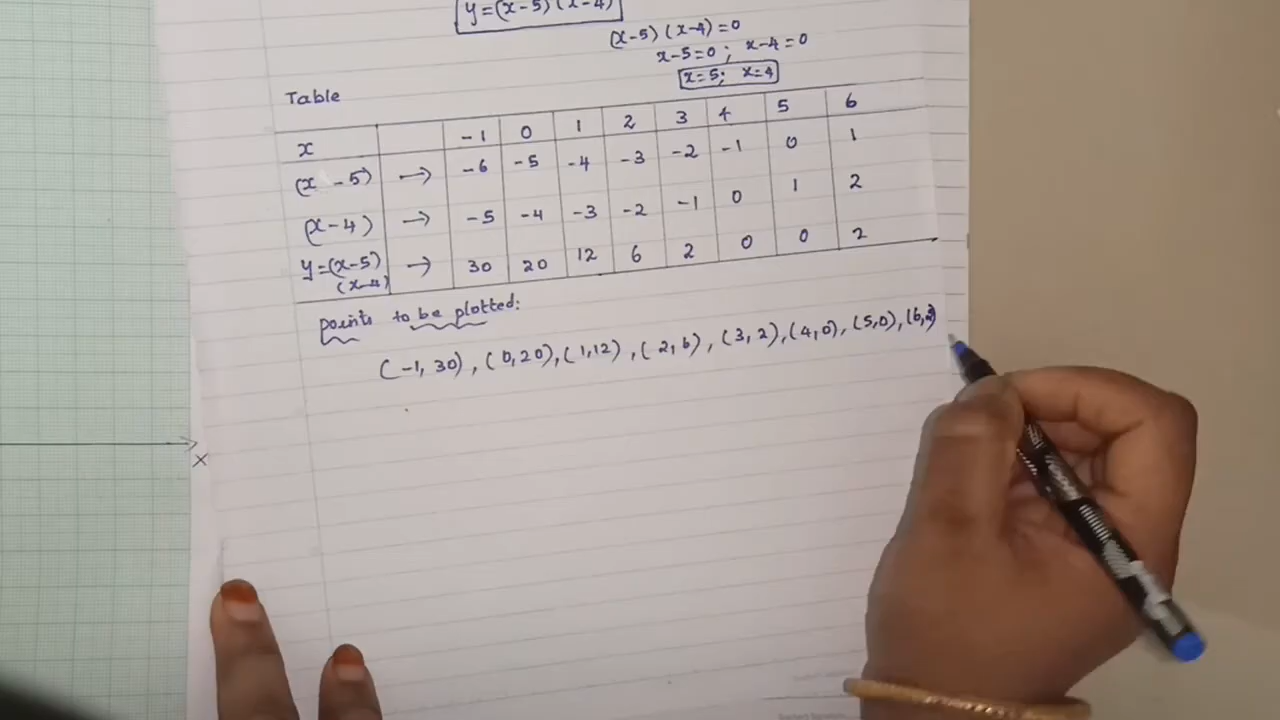 y=(x-5)(x-4)
(x-5)(x-4)=0
x-5=0; x-4=0
x=5; x=4
Table
x -1 0 1 2 3 4 5 6
(x-5) → -6 -5 -4 -3 -2 -1 0 1
(x-4) → -5 -4 -3 -2 -1 0 1 2
y=(x-5)(x-4) → 30 20 12 6 2 0 0 2
points to be plotted:
(-1, 30), (0,20), (1,12), (2,6), (3,2), (4,0), (5,0), (6,2)
X